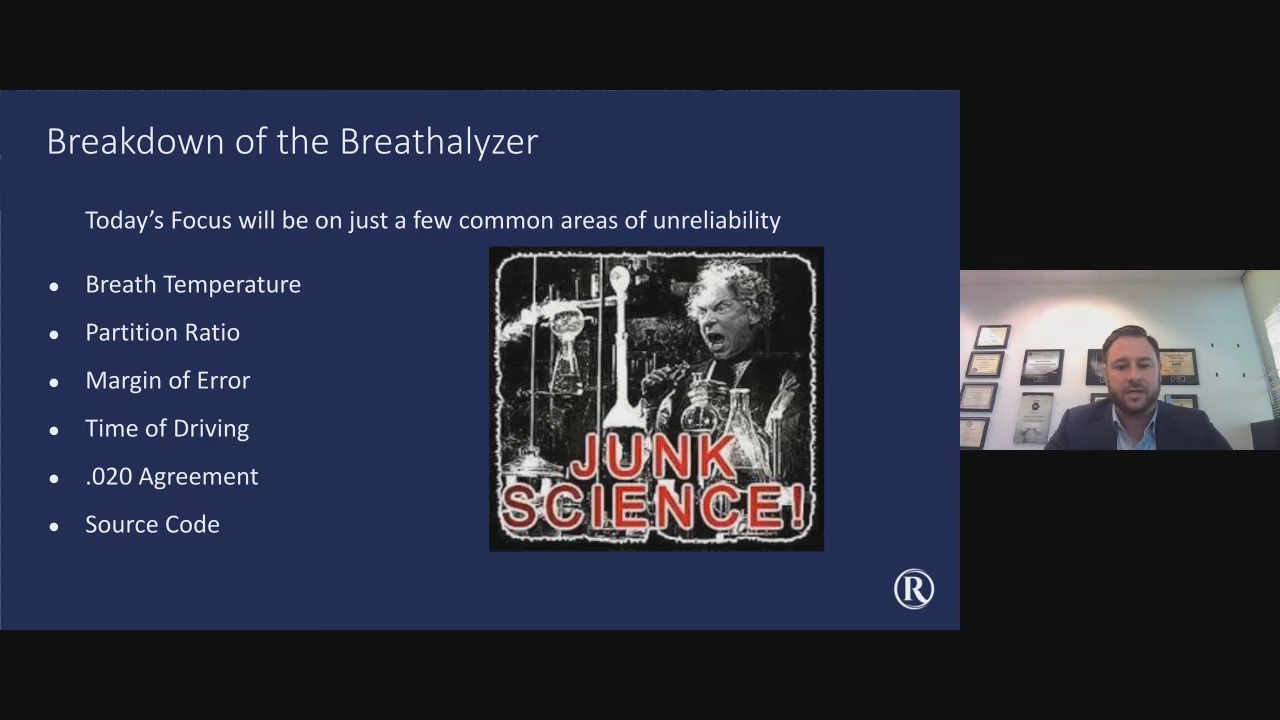 Breakdown of the Breathalyzer
Today’s Focus will be on just a few common areas of unreliability
• Breath Temperature
• Partition Ratio
• Margin of Error
• Time of Driving
• .020 Agreement
• Source Code
JUNK
SCIENCE!
R